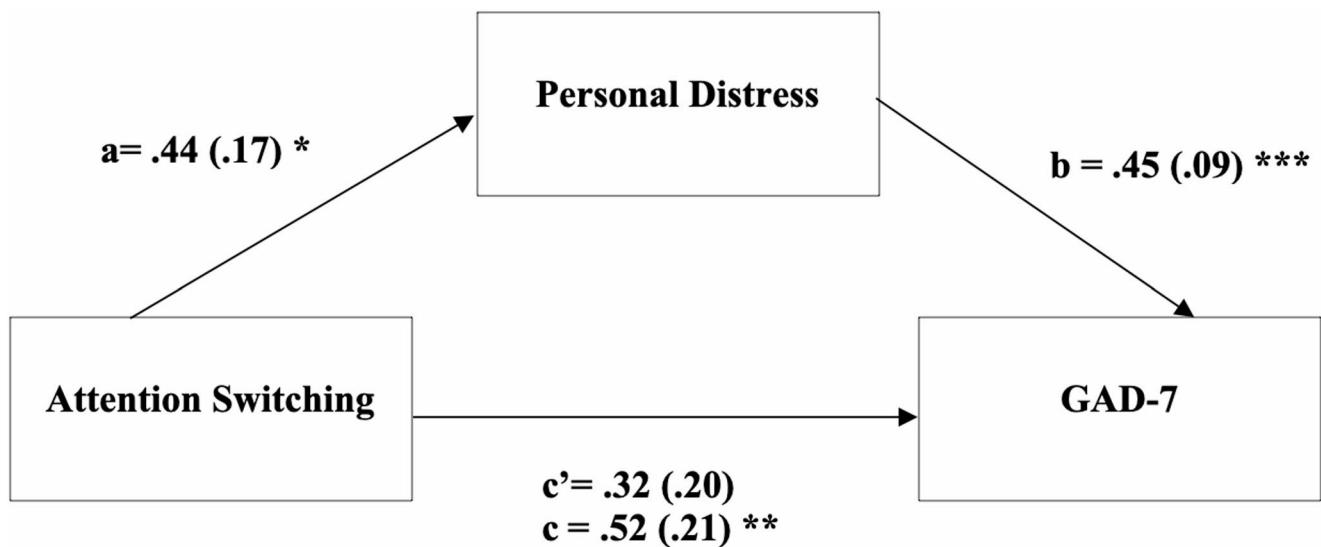 Personal Distress
a= .44 (.17) *
b = .45 (.09) ***
Attention Switching
GAD-7
c’= .32 (.20)
c = .52 (.21) **